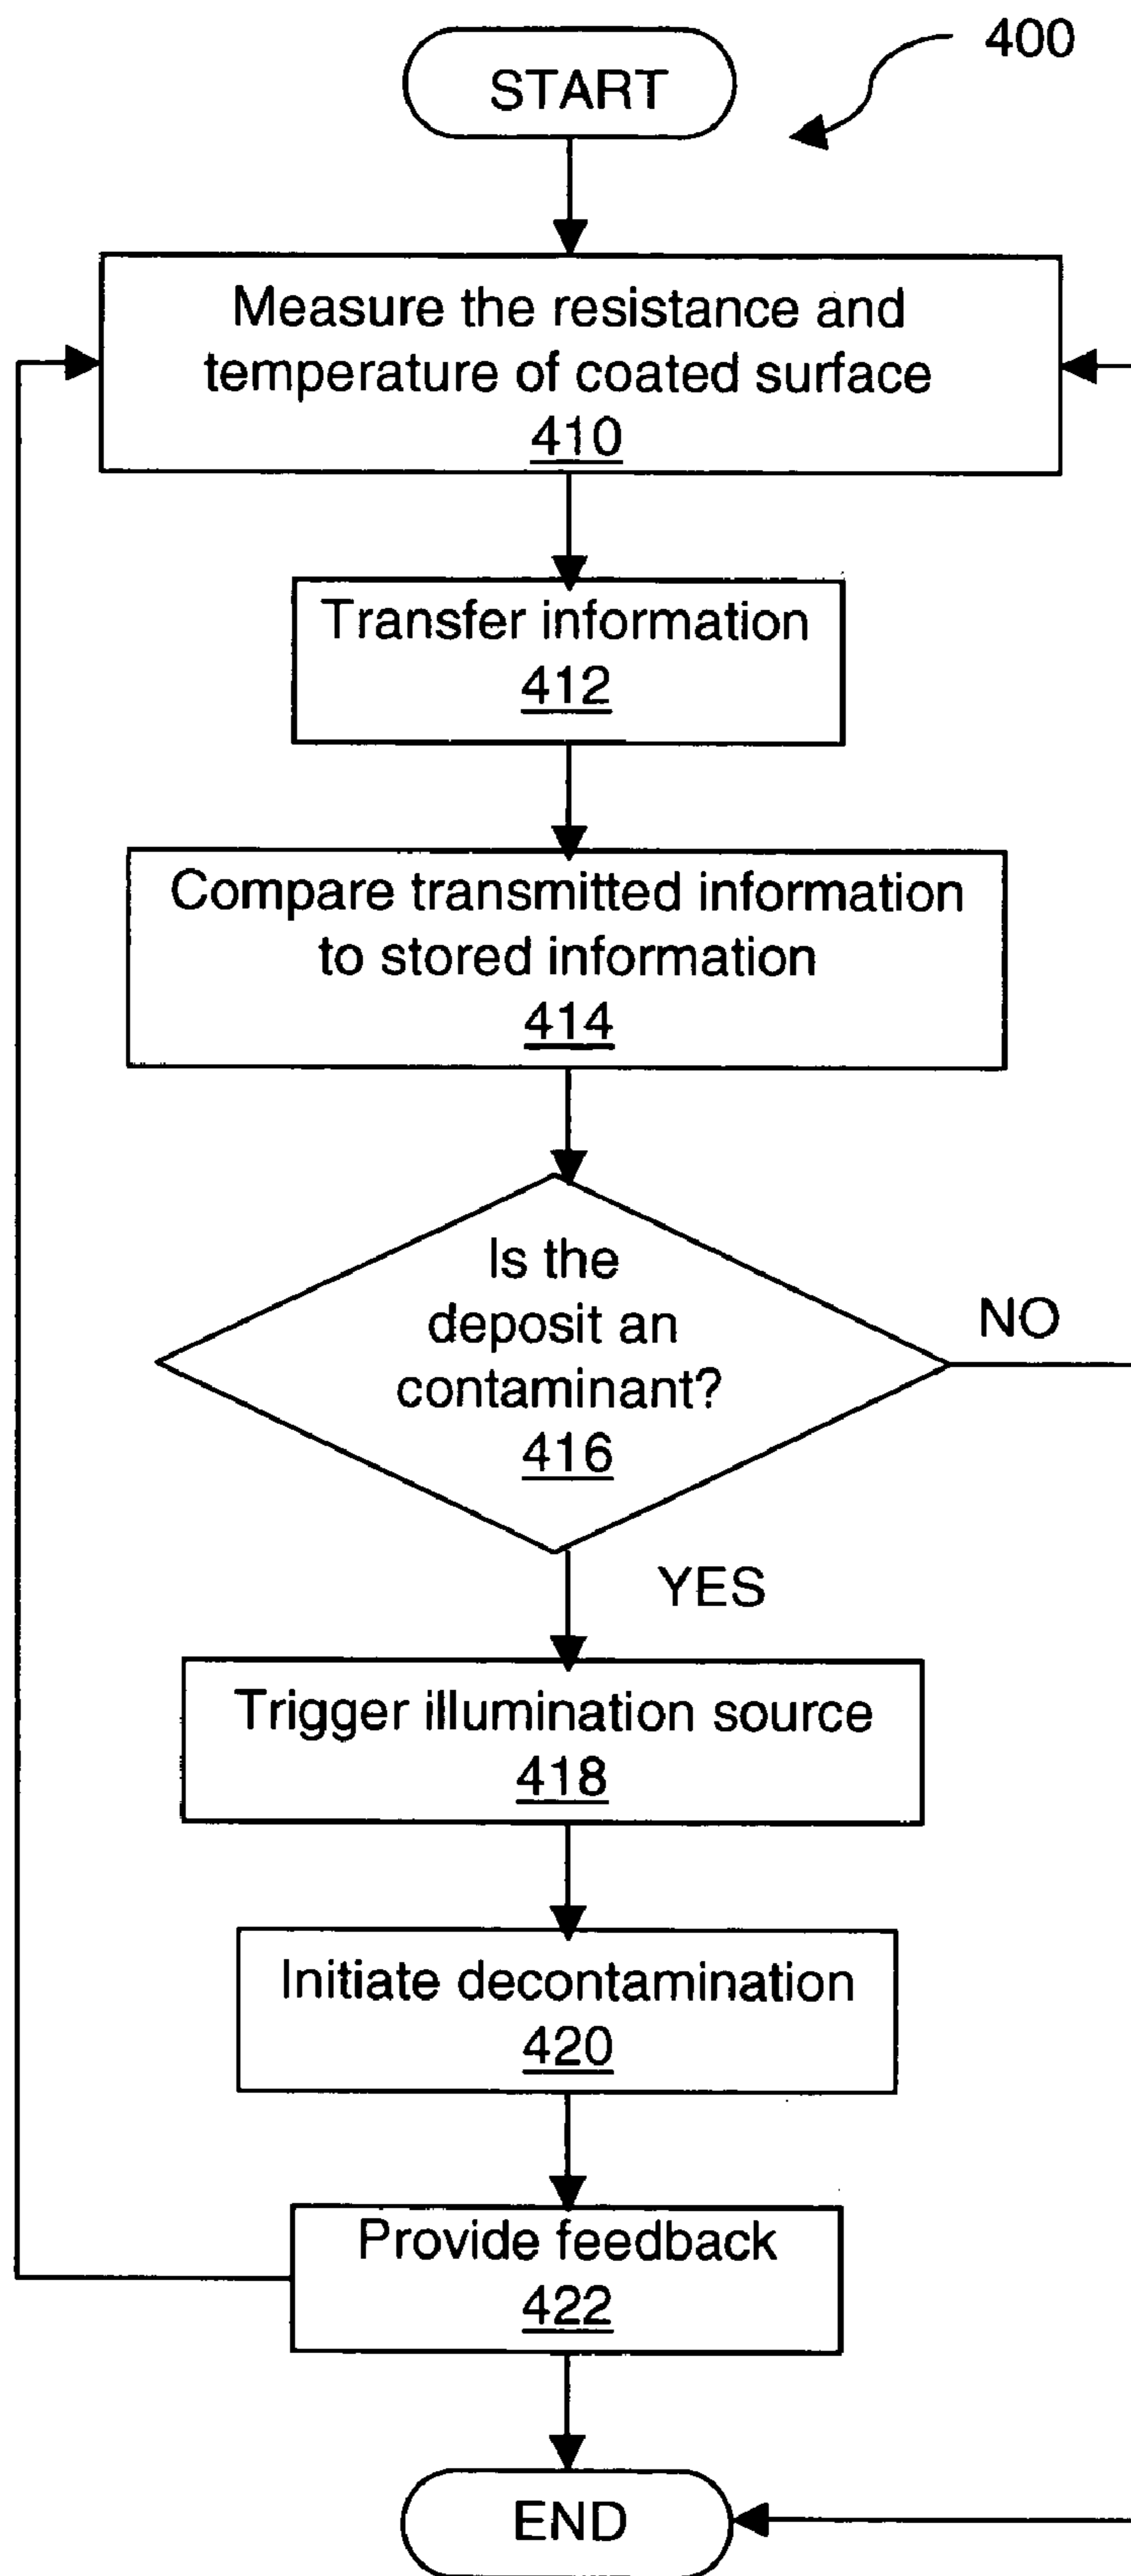 400
START
Measure the resistance and
temperature of coated surface
410
Transfer information
412
Compare transmitted information
to stored information
414
Is the
deposit an
contaminant?
416
NO
YES
Trigger illumination source
418
Initiate decontamination
420
Provide feedback
422
END